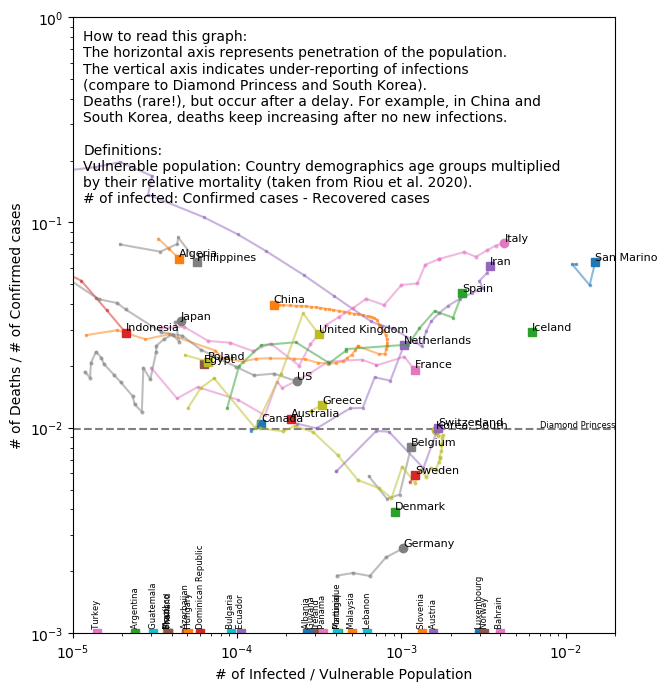 How to read this graph:
The horizontal axis represents penetration of the population.
The vertical axis indicates under-reporting of infections
(compare to Diamond Princess and South Korea).
Deaths (rare!), but occur after a delay. For example, in China and
South Korea, deaths keep increasing after no new infections.
Definitions:
Vulnerable population: Country demographics age groups multiplied
by their relative mortality (taken from Riou et al. 2020).
# of infected: Confirmed cases - Recovered cases
10⁰
10⁻¹
10⁻²
10⁻³
# of Deaths / # of Confirmed cases
Italy
Algeria
Philippines
Iran
San Marino
Spain
China
Japan
Indonesia
United Kingdom
Iceland
Netherlands
Poland
Egypt
France
US
Greece
Australia
Canada
Switzerland
Korea, South
Diamond Princess
Belgium
Sweden
Denmark
Germany
Turkey
Argentina
Guatemala
Azerbaijan
Hungary
Dominican Republic
Bulgaria
Ecuador
Albania
Ireland
Panama
Portugal
Malaysia
Lebanon
Slovenia
Austria
Luxembourg
Norway
Bahrain
10⁻⁵
10⁻⁴
10⁻³
10⁻²
# of Infected / Vulnerable Population